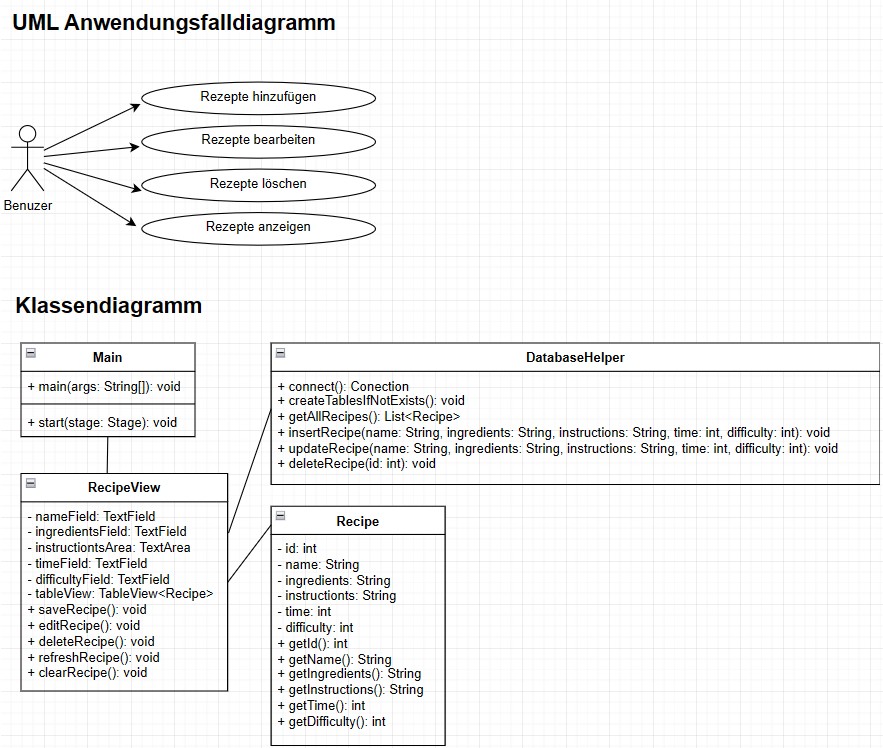 UML Anwendungsfalldiagramm
Rezepte hinzufügen
Rezepte bearbeiten
Rezepte löschen
Rezepte anzeigen
Benuzer
Klassendiagramm
Main
+ main(args: String[]): void
+ start(stage: Stage): void
DatabaseHelper
+ connect(): Conection
+ createTablesIfNotExists(): void
+ getAllRecipes(): List<Recipe>
+ insertRecipe(name: String, ingredients: String, instructions: String, time: int, difficulty: int): void
+ updateRecipe(name: String, ingredients: String, instructions: String, time: int, difficulty: int): void
+ deleteRecipe(id: int): void
RecipeView
- nameField: TextField
- ingredientsField: TextField
- instructiontsArea: TextArea
- timeField: TextField
- difficultyField: TextField
- tableView: TableView<Recipe>
+ saveRecipe(): void
+ editRecipe(): void
+ deleteRecipe(): void
+ refreshRecipe(): void
+ clearRecipe(): void
Recipe
- id: int
- name: String
- ingredients: String
- instructionts: String
- time: int
- difficulty: int
+ getId(): int
+ getName(): String
+ getIngredients(): String
+ getInstructions(): String
+ getTime(): int
+ getDifficulty(): int